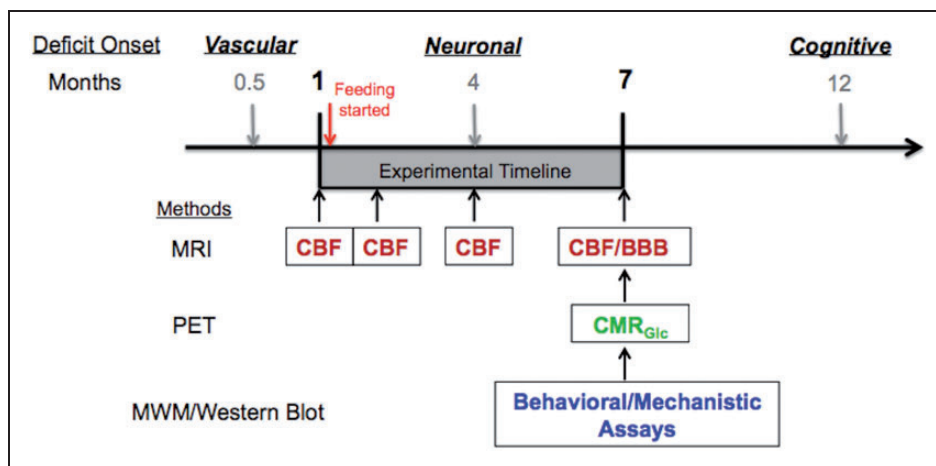 Deficit Onset Vascular Neuronal Cognitive
Months 0.5 1 4 7 12
Feeding
started
Experimental Timeline
Methods
MRI CBF CBF CBF CBF/BBB
PET CMRGlc
MWM/Western Blot Behavioral/Mechanistic
Assays